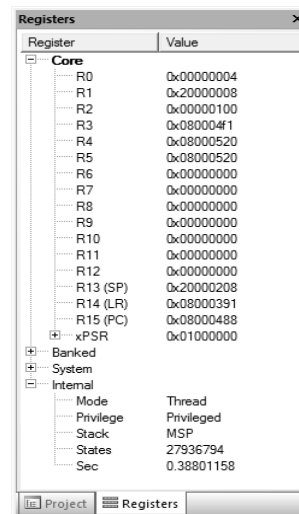 Registers
Register Value
Core
R0 0x00000004
R1 0x20000008
R2 0x00000100
R3 0x080004f1
R4 0x08000520
R5 0x08000520
R6 0x00000000
R7 0x00000000
R8 0x00000000
R9 0x00000000
R10 0x00000000
R11 0x00000000
R12 0x00000000
R13 (SP) 0x20000208
R14 (LR) 0x08000391
R15 (PC) 0x08000488
xPSR 0x01000000
Banked
System
Internal
Mode Thread
Privilege Privileged
Stack MSP
States 27936794
Sec 0.38801158
Project Registers